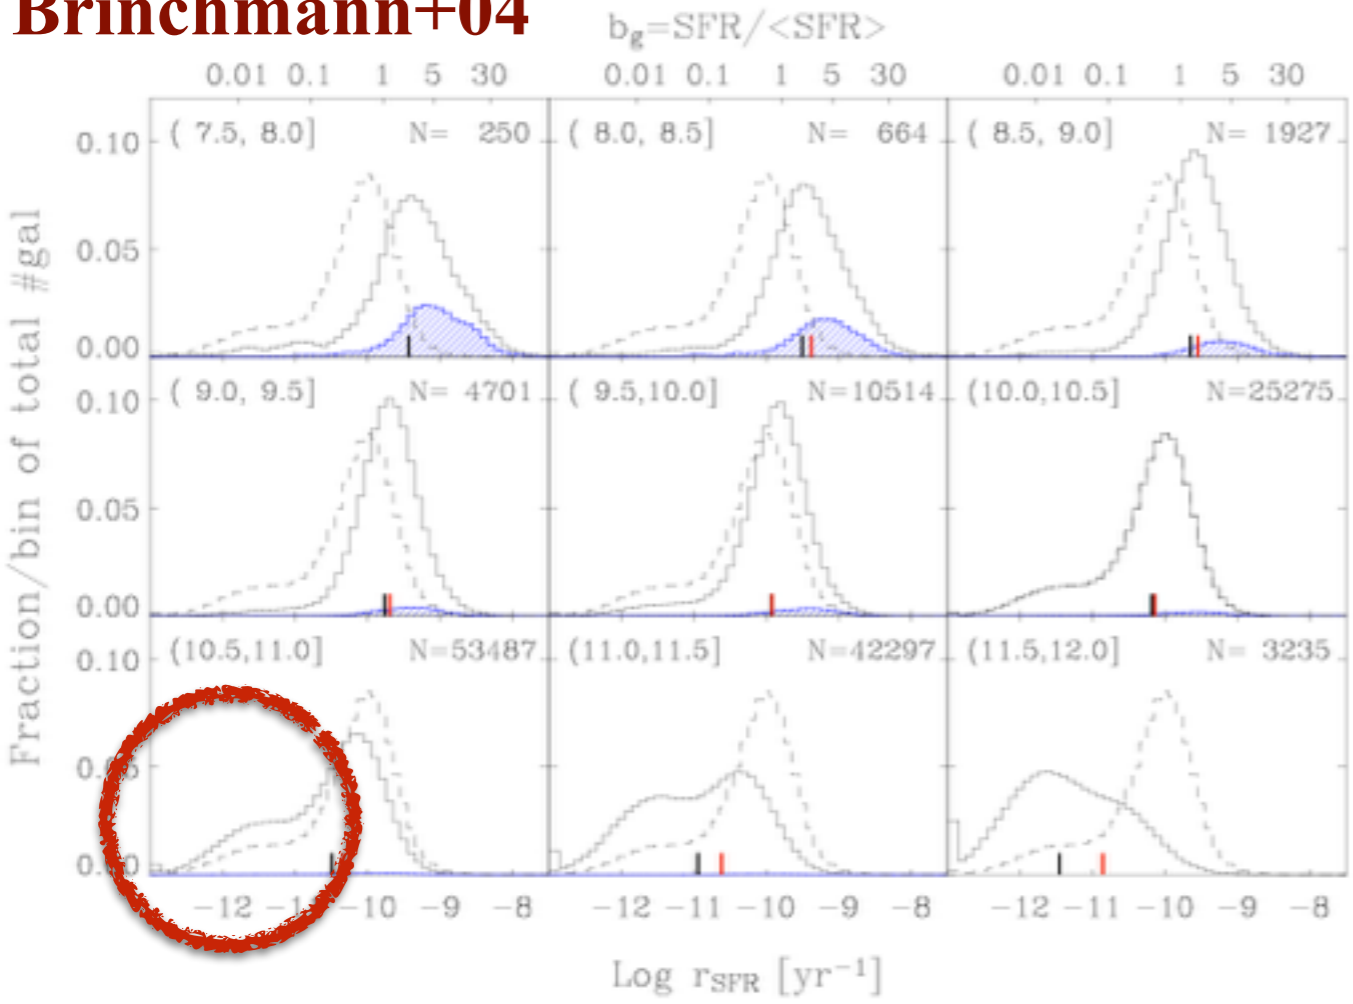 Brinchmann+04
b_g=SFR/<SFR>
0.01 0.1 1 5 30 0.01 0.1 1 5 30 0.01 0.1 1 5 30
( 7.5, 8.0] N= 250 ( 8.0, 8.5] N= 664 ( 8.5, 9.0] N= 1927
0.10
0.05
0.00
( 9.0, 9.5] N= 4701 ( 9.5,10.0] N=10514 (10.0,10.5] N=25275
0.10
0.05
0.00
(10.5,11.0] N=53487 (11.0,11.5] N=42297 (11.5,12.0] N= 3235
0.10
Fraction/bin of total #gal
-12 -10 -9 -8 -12 -11 -10 -9 -8 -12 -11 -10 -9 -8
Log r_SFR [yr^-1]